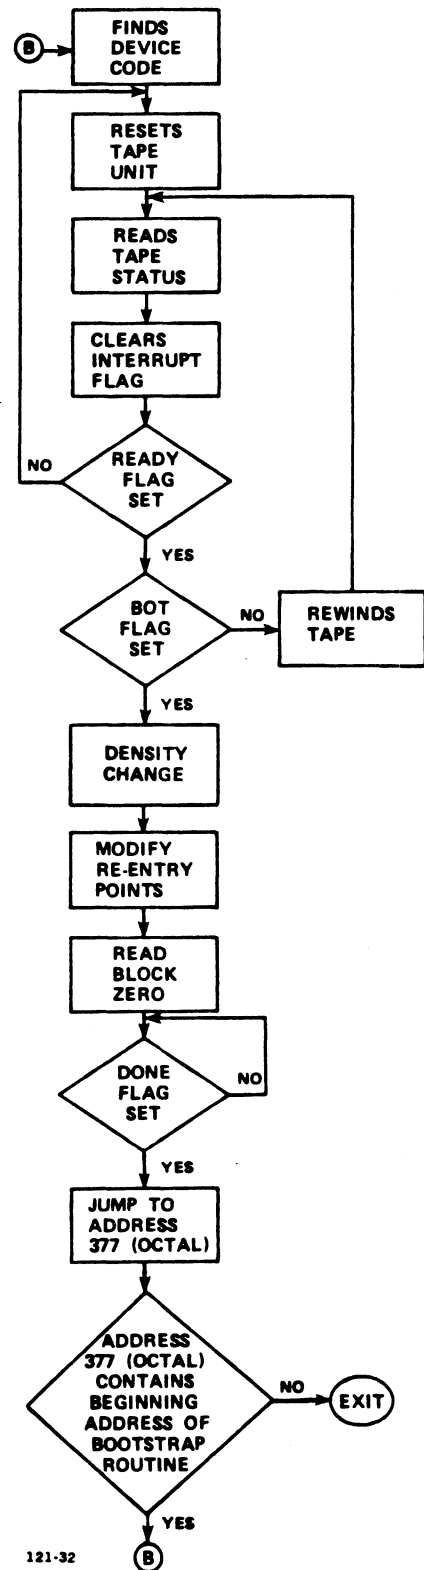 FINDS
DEVICE
CODE
B
RESETS
TAPE
UNIT
READS
TAPE
STATUS
CLEARS
INTERRUPT
FLAG
NO
READY
FLAG
SET
YES
BOT
FLAG
SET
NO
REWINDS
TAPE
YES
DENSITY
CHANGE
MODIFY
RE-ENTRY
POINTS
READ
BLOCK
ZERO
DONE
FLAG
SET
NO
YES
JUMP TO
ADDRESS
377 (OCTAL)
ADDRESS
377 (OCTAL)
CONTAINS
BEGINNING
ADDRESS OF
BOOTSTRAP
ROUTINE
NO
EXIT
YES
B
121-32